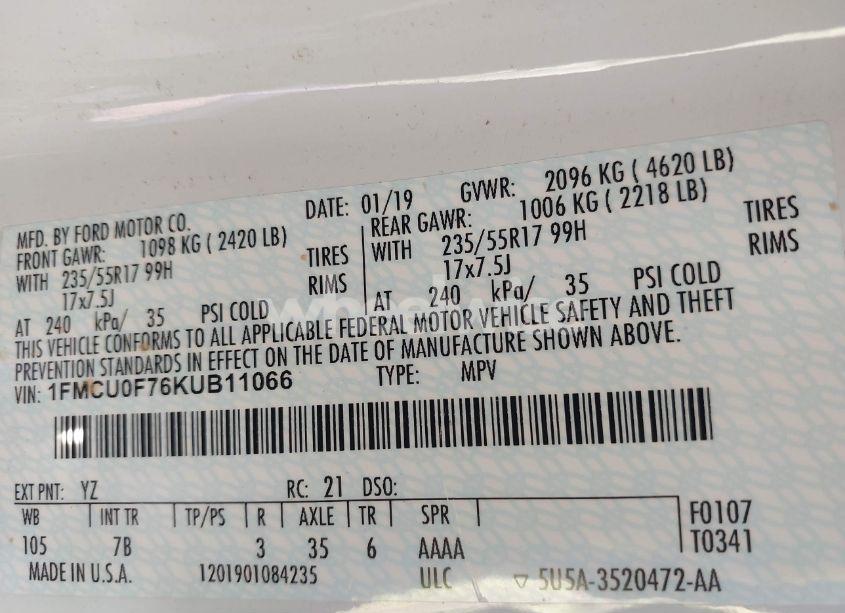 MFD. BY FORD MOTOR CO.
DATE: 01/19 GVWR: 2096 KG ( 4620 LB)
FRONT GAWR: 1098 KG ( 2420 LB)
WITH 235/55R17 99H TIRES
17x7.5J RIMS
AT 240 kPa/ 35 PSI COLD
REAR GAWR: 1006 KG ( 2218 LB)
WITH 235/55R17 99H TIRES
17x7.5J RIMS
AT 240 kPa/ 35 PSI COLD
THIS VEHICLE CONFORMS TO ALL APPLICABLE FEDERAL MOTOR VEHICLE SAFETY AND THEFT
PREVENTION STANDARDS IN EFFECT ON THE DATE OF MANUFACTURE SHOWN ABOVE.
VIN: 1FMCU0F76KUB11066 TYPE: MPV
EXT PNT: YZ RC: 21 DSO:
WB INT TR TP/PS R AXLE TR SPR F0107
105 7B 3 35 6 AAAA T0341
MADE IN U.S.A. 1201901084235 ULC ▽ 5U5A-3520472-AA